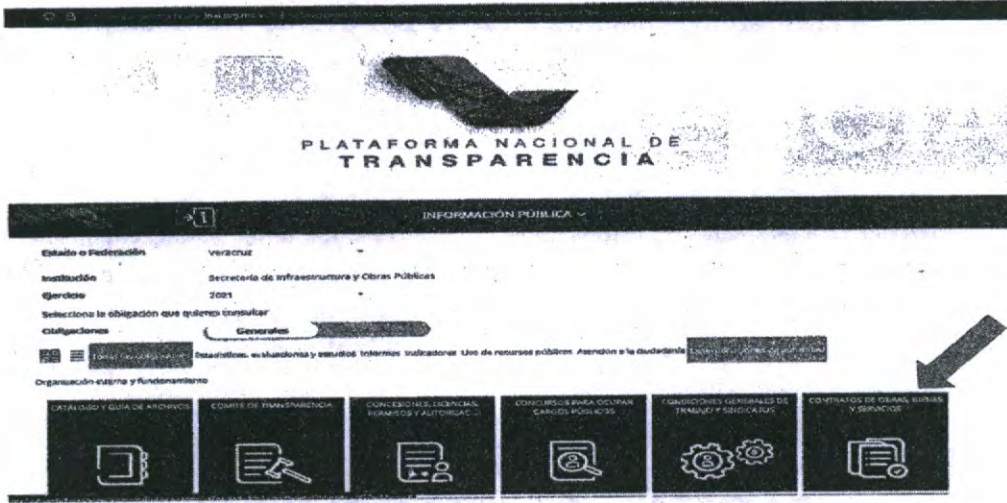 PLATAFORMA NACIONAL DE
TRANSPARENCIA
INFORMACIÓN PÚBLICA
Estado o Federación Veracruz
Institución Secretaría de Infraestructura y Obras Públicas
Ejercicio 2021
Selecciona la obligación que quieres consultar
Obligaciones Generales
Estadísticas, evaluaciones y estudios Informes Indicadores Uso de recursos públicos Atención a la ciudadanía
Organización interna y funcionamiento
CATÁLOGO Y GUÍA DE ARCHIVOS
COMITÉ DE TRANSPARENCIA
CONCESIONES, LICENCIAS,
PERMISOS Y AUTORIZAC...
CONCURSOS PARA OCUPAR
CARGOS PÚBLICOS
CONDICIONES GENERALES DE
TRABAJO Y SINDICATOS
CONTRATOS DE OBRAS, BIENES
Y SERVICIOS